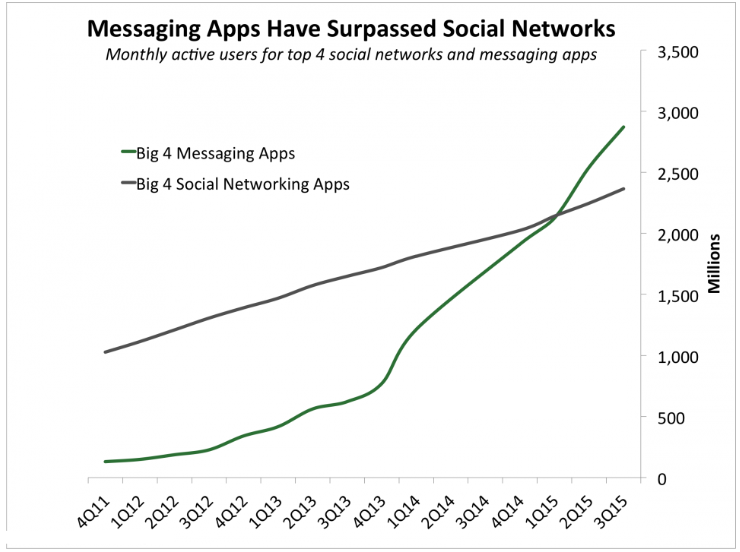 Messaging Apps Have Surpassed Social Networks
Monthly active users for top 4 social networks and messaging apps
Big 4 Messaging Apps
Big 4 Social Networking Apps
3,500
3,000
2,500
2,000
1,500
1,000
500
0
Millions
4Q11
1Q12
2Q12
3Q12
4Q12
1Q13
2Q13
3Q13
4Q13
1Q14
2Q14
3Q14
4Q14
1Q15
2Q15
3Q15